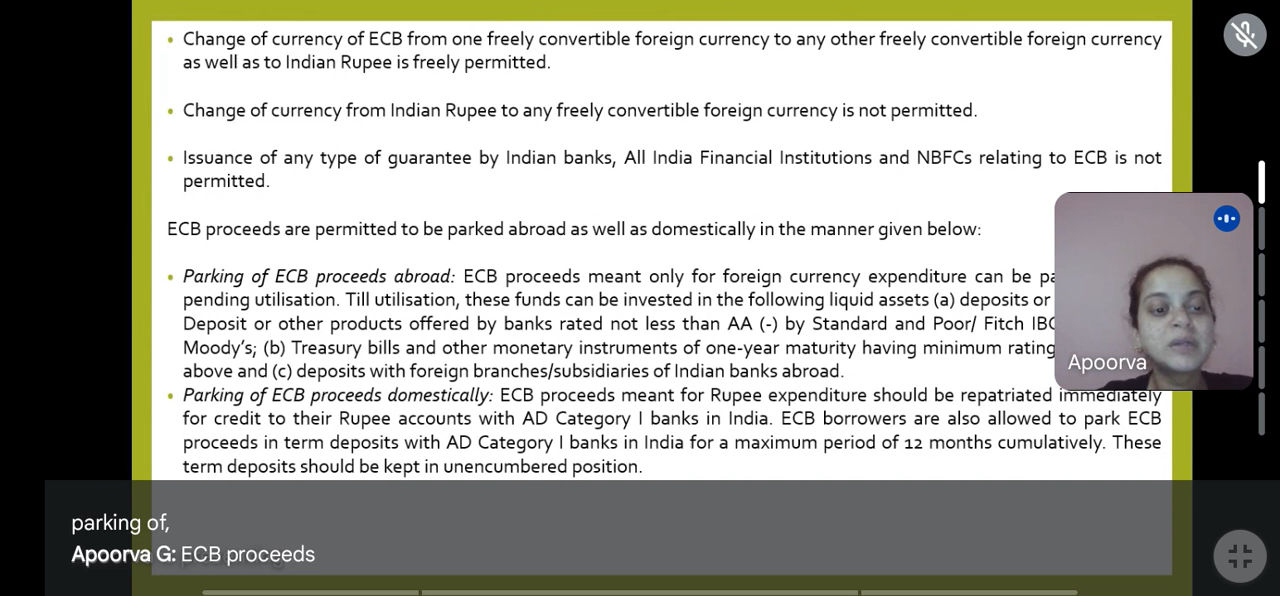 • Change of currency of ECB from one freely convertible foreign currency to any other freely convertible foreign currency
as well as to Indian Rupee is freely permitted.
• Change of currency from Indian Rupee to any freely convertible foreign currency is not permitted.
• Issuance of any type of guarantee by Indian banks, All India Financial Institutions and NBFCs relating to ECB is not
permitted.
ECB proceeds are permitted to be parked abroad as well as domestically in the manner given below:
• Parking of ECB proceeds abroad: ECB proceeds meant only for foreign currency expenditure can be
pending utilisation. Till utilisation, these funds can be invested in the following liquid assets (a) deposits or
Deposit or other products offered by banks rated not less than AA (-) by Standard and Poor/ Fitch
Moody's; (b) Treasury bills and other monetary instruments of one-year maturity having minimum rating
above and (c) deposits with foreign branches/subsidiaries of Indian banks abroad.
• Parking of ECB proceeds domestically: ECB proceeds meant for Rupee expenditure should be repatriated immediately
for credit to their Rupee accounts with AD Category I banks in India. ECB borrowers are also allowed to park ECB
proceeds in term deposits with AD Category I banks in India for a maximum period of 12 months cumulatively. These
term deposits should be kept in unencumbered position.
Apoorva
parking of,
Apoorva G: ECB proceeds